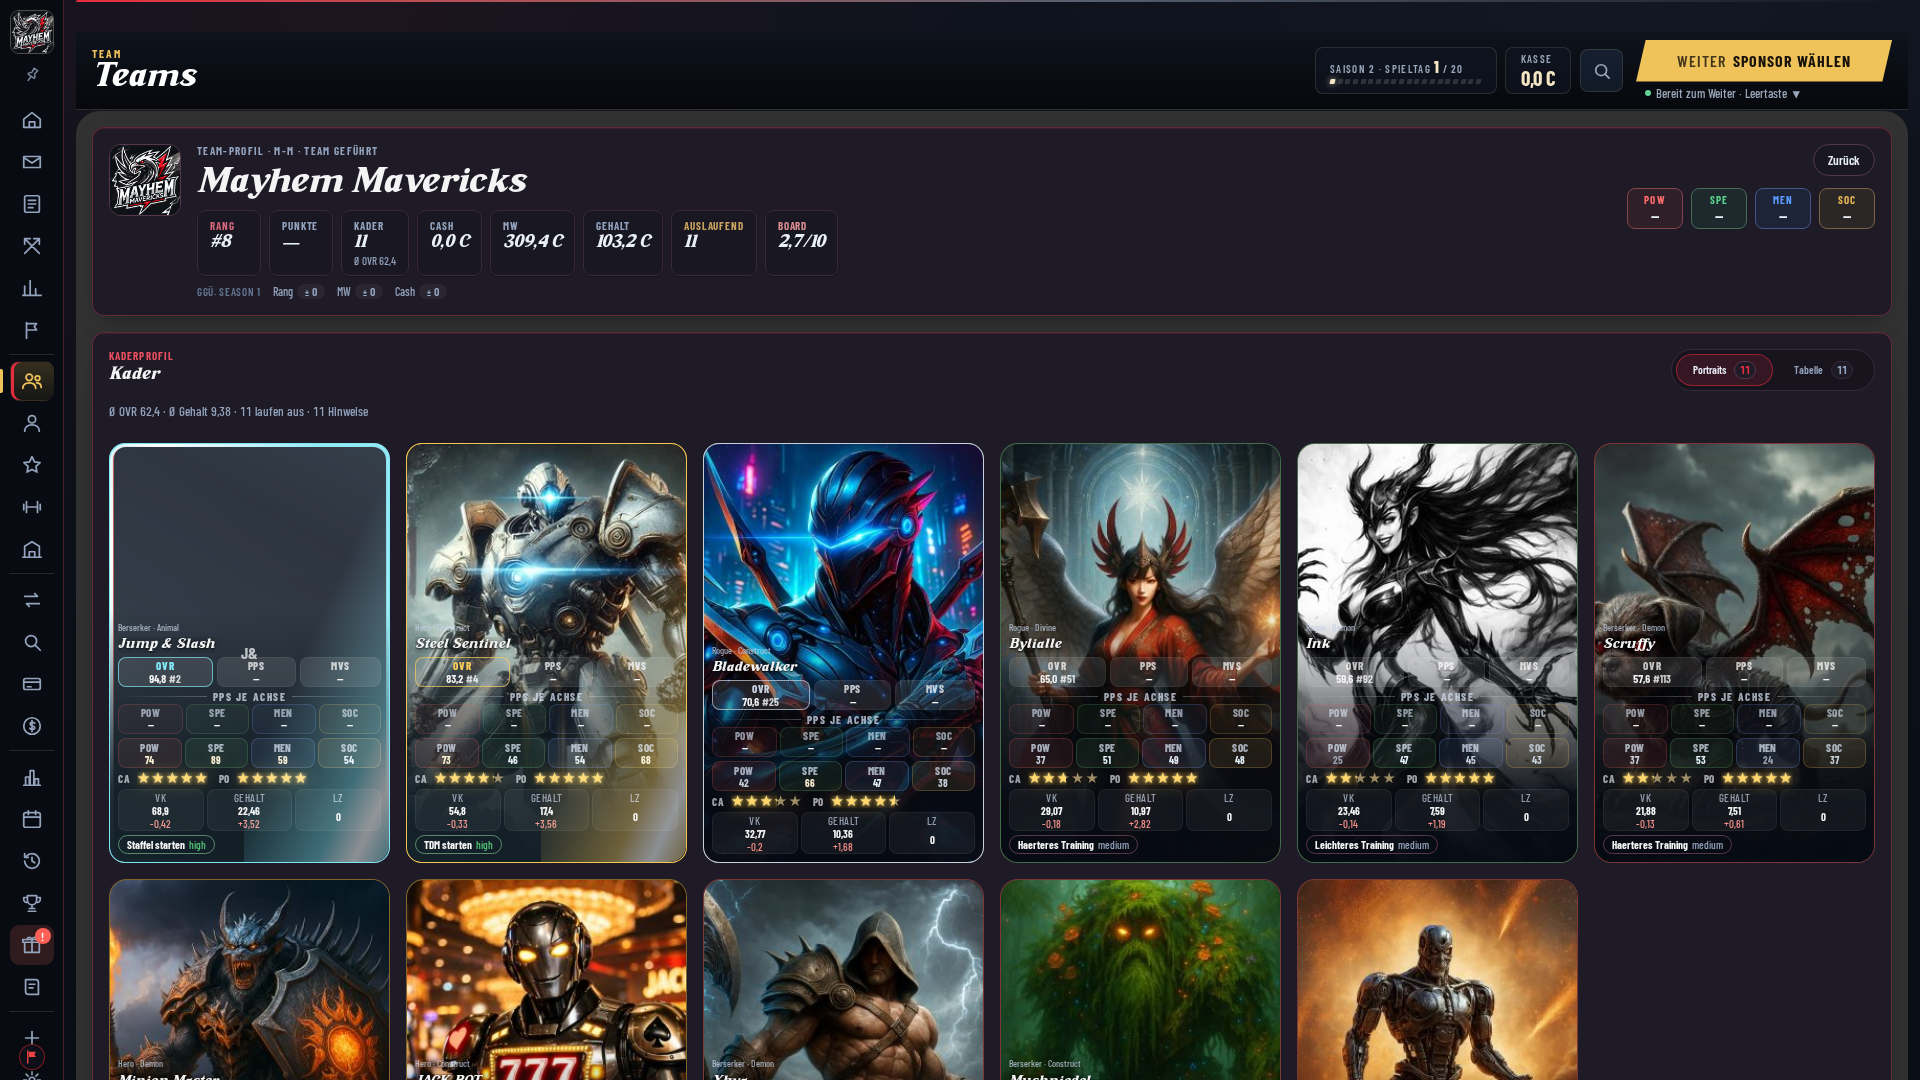 TEAM
Teams
SAISON 2 · SPIELTAG 1 / 20
KASSE
0,0 C
WEITER SPONSOR WÄHLEN
Bereit zum Weiter · Leertaste ▼
MAYHEM
MAVERICKS
TEAM-PROFIL · M-M · TEAM GEFÜHRT
Mayhem Mavericks
Zurück
RANG
#8
PUNKTE
—
KADER
11
Ø OVR 62,4
CASH
0,0 C
MW
309,4 C
GEHALT
103,2 C
AUSLAUFEND
11
BOARD
2,7/10
POW –
SPE –
MEN –
SOC –
GGÜ. SEASON 1 Rang ± 0 MW ± 0 Cash ± 0
KADERPROFIL
Kader
Portraits 11
Tabelle 11
Ø OVR 62,4 · Ø Gehalt 9,38 · 11 laufen aus · 11 Hinweise
Berserker · Animal
Jump & Slash
J&
OVR PPS MVS
94,8 #2 – –
PPS JE ACHSE
POW SPE MEN SOC
– – – –
POW SPE MEN SOC
74 89 59 54
CA PO
VK GEHALT LZ
68,9 22,46 0
-0,42 +3,52
Staffel starten high
Steel Sentinel
OVR PPS MVS
83,2 #4 – –
PPS JE ACHSE
POW SPE MEN SOC
– – – –
POW SPE MEN SOC
73 46 54 68
CA PO
VK GEHALT LZ
54,8 17,4 0
-0,33 +3,56
TDM starten high
Rogue · Construct
Bladewalker
OVR PPS MVS
70,6 #25 – –
PPS JE ACHSE
POW SPE MEN SOC
– – – –
POW SPE MEN SOC
42 66 47 38
CA PO
VK GEHALT LZ
32,77 10,36 0
-0,2 +1,68
Rogue · Divine
Bylialle
OVR PPS MVS
65,0 #51 – –
PPS JE ACHSE
POW SPE MEN SOC
– – – –
POW SPE MEN SOC
37 51 49 48
CA PO
VK GEHALT LZ
29,07 10,97 0
-0,18 +2,82
Haerteres Training medium
Ink
OVR PPS MVS
59,6 #92 – –
PPS JE ACHSE
POW SPE MEN SOC
– – – –
POW SPE MEN SOC
25 47 45 43
CA PO
VK GEHALT LZ
23,46 7,59 0
-0,14 +1,19
Leichteres Training medium
Berserker · Demon
Scruffy
OVR PPS MVS
57,6 #113 – –
PPS JE ACHSE
POW SPE MEN SOC
– – – –
POW SPE MEN SOC
37 53 24 37
CA PO
VK GEHALT LZ
21,88 7,51 0
-0,13 +0,61
Haerteres Training medium
Hero · Demon
Minion Master
Hero · Construct
JACK POT
777
Berserker · Demon
Berserker · Construct